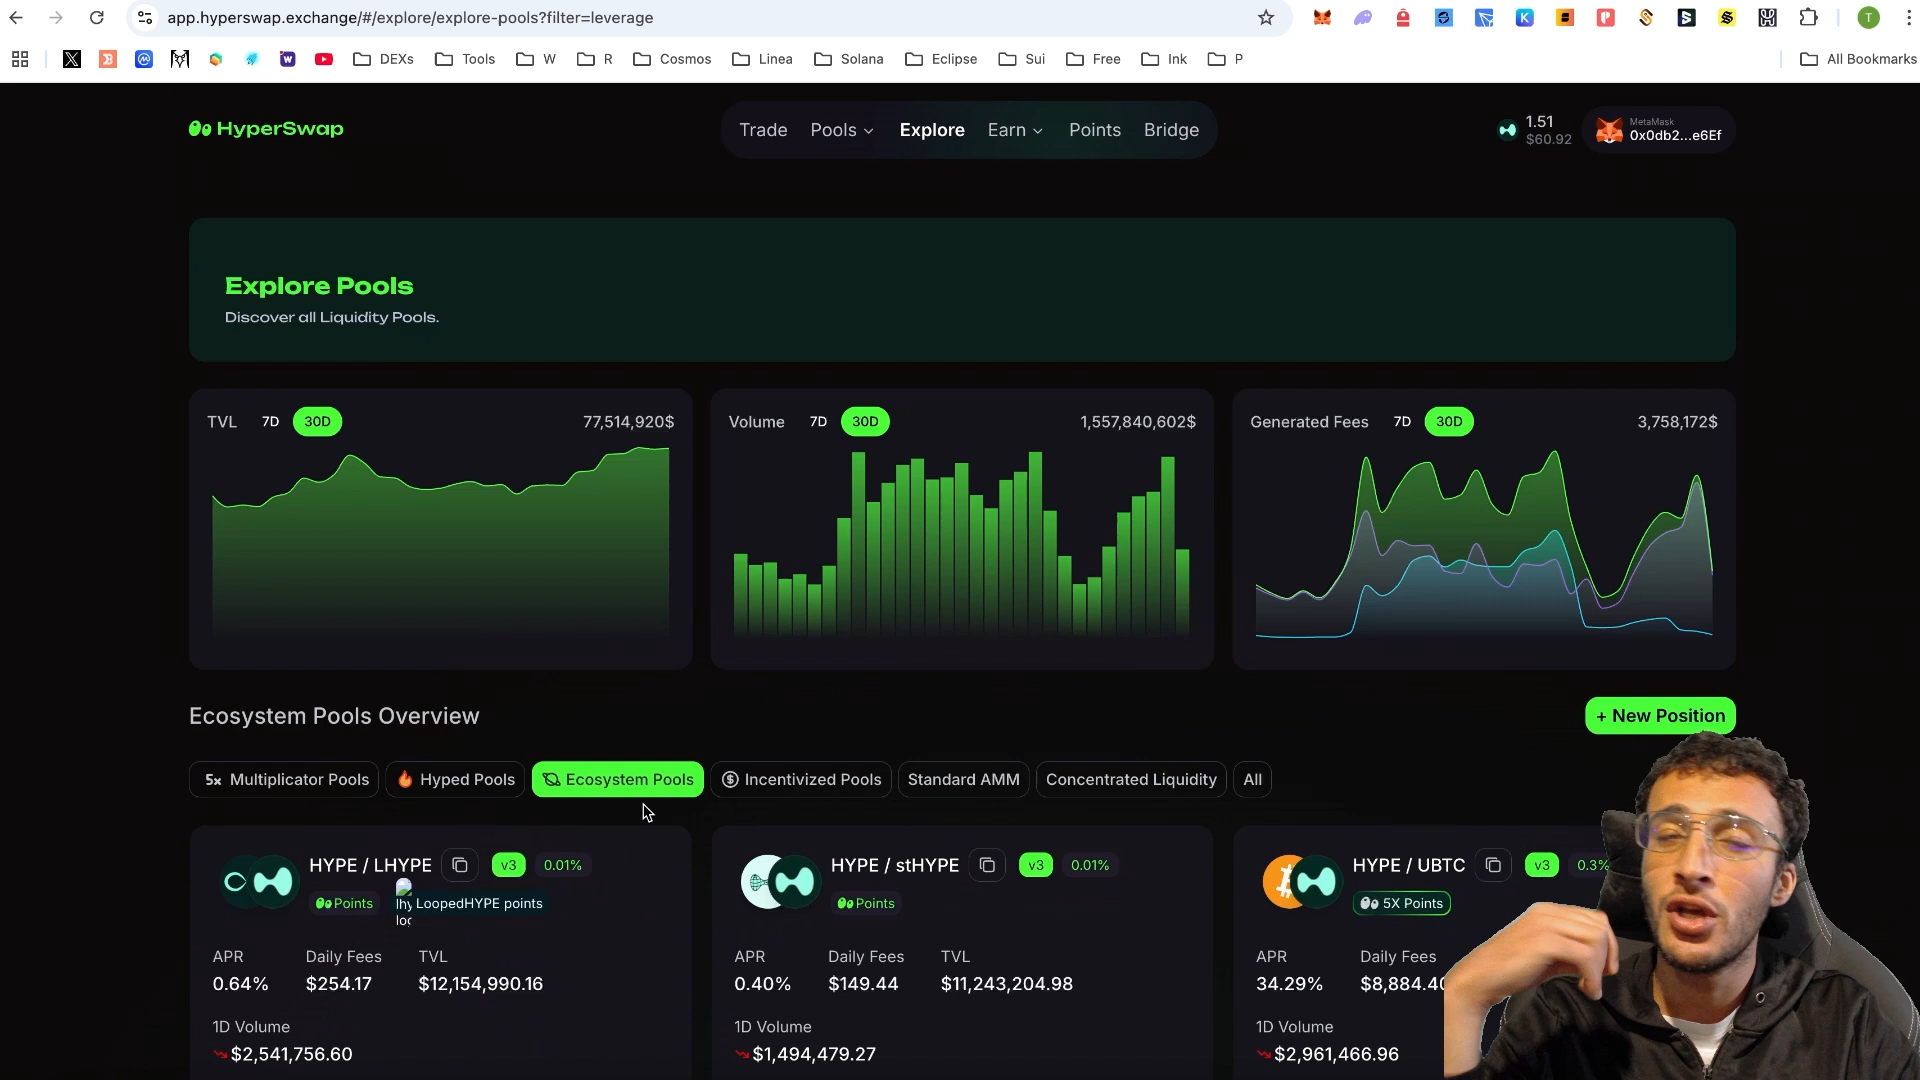 app.hyperswap.exchange/#/explore/explore-pools?filter=leverage
T
DEXs Tools W R Cosmos Linea Solana Eclipse Sui Free Ink P All Bookmarks
HyperSwap
Trade Pools Explore Earn Points Bridge
1.51
$60.92
MetaMask
0x0db2...e6Ef
Explore Pools
Discover all Liquidity Pools.
TVL 7D 30D 77,514,920$
Volume 7D 30D 1,557,840,602$
Generated Fees 7D 30D 3,758,172$
Ecosystem Pools Overview
+ New Position
5x Multiplicator Pools Hyped Pools Ecosystem Pools Incentivized Pools Standard AMM Concentrated Liquidity All
HYPE / LHYPE v3 0.01%
Points LoopedHYPE points
APR Daily Fees TVL
0.64% $254.17 $12,154,990.16
1D Volume
$2,541,756.60
HYPE / stHYPE v3 0.01%
Points
APR Daily Fees TVL
0.40% $149.44 $11,243,204.98
1D Volume
$1,494,479.27
HYPE / UBTC v3 0.3%
5X Points
APR Daily Fees
34.29% $8,884.40
1D Volume
$2,961,466.96